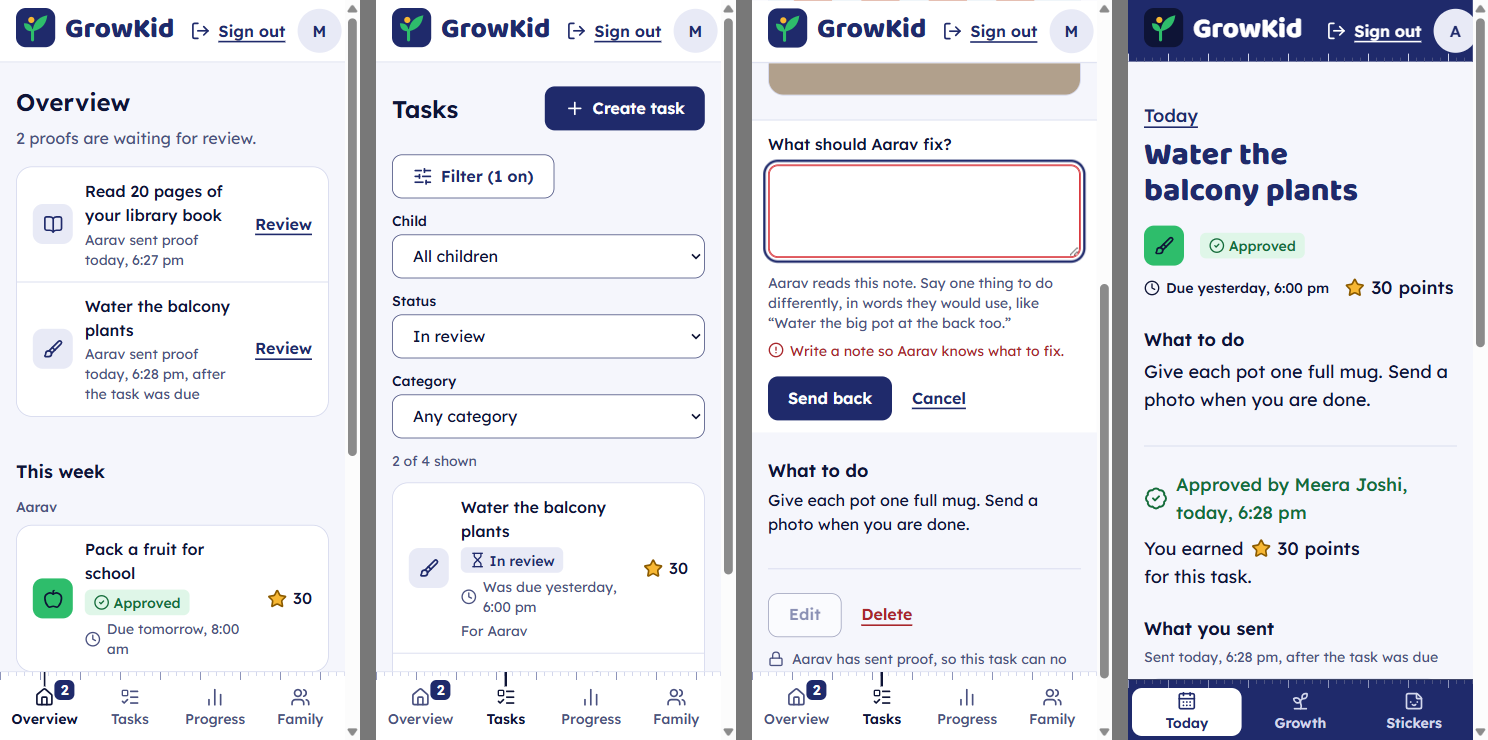 GrowKid
Sign out
M
Overview
2 proofs are waiting for review.
Read 20 pages of
your library book
Aarav sent proof
today, 6:27 pm
Review
Water the balcony
plants
Aarav sent proof
today, 6:28 pm, after
the task was due
Review
This week
Aarav
Pack a fruit for
school
Approved
Due tomorrow, 8:00
am
30
2
Overview
Tasks
Progress
Family
GrowKid
Sign out
M
Tasks
Create task
Filter (1 on)
Child
All children
Status
In review
Category
Any category
2 of 4 shown
Water the balcony
plants
In review
Was due yesterday,
6:00 pm
For Aarav
30
2
Overview
Tasks
Progress
Family
GrowKid
Sign out
M
What should Aarav fix?
Aarav reads this note. Say one thing to do
differently, in words they would use, like
“Water the big pot at the back too.”
Write a note so Aarav knows what to fix.
Send back
Cancel
What to do
Give each pot one full mug. Send a
photo when you are done.
Edit
Delete
Aarav has sent proof, so this task can no
2
Overview
Tasks
Progress
Family
GrowKid
Sign out
A
Today
Water the
balcony plants
Approved
Due yesterday, 6:00 pm
30 points
What to do
Give each pot one full mug. Send a
photo when you are done.
Approved by Meera Joshi,
today, 6:28 pm
You earned 30 points
for this task.
What you sent
Sent today, 6:28 pm, after the task was due
Today
Growth
Stickers